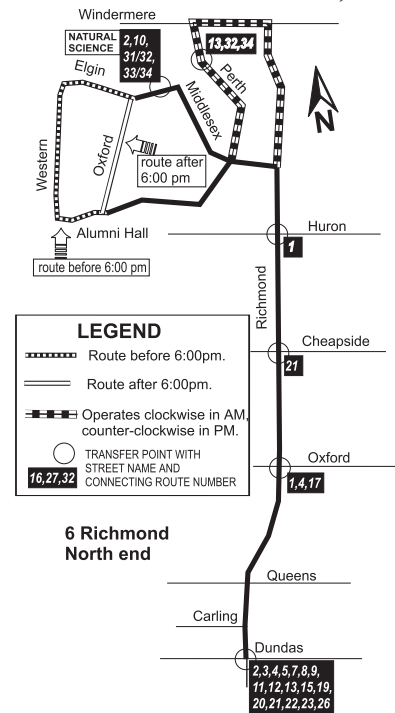 Windermere
NATURAL
SCIENCE
2,10,
31/32,
33/34
13,32,34
Elgin
Perth
Middlesex
N
Western
Oxford
route after
6:00 pm
Alumni Hall
route before 6:00 pm
Huron
1
Richmond
LEGEND
Route before 6:00pm.
Route after 6:00pm.
Operates clockwise in AM,
counter-clockwise in PM.
TRANSFER POINT WITH
STREET NAME AND
CONNECTING ROUTE NUMBER
16,27,32
Cheapside
21
Oxford
1,4,17
6 Richmond
North end
Queens
Carling
Dundas
2,3,4,5,7,8,9,
11,12,13,15,19,
20,21,22,23,26